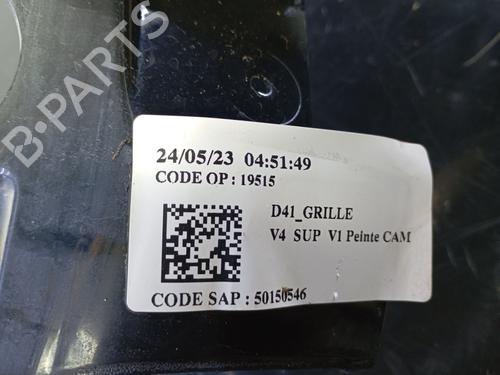 B-PARTS
24/05/23 04:51:49
CODE OP : 19515
D41_GRILLE
V4 SUP V1 Peinte CAM
CODE SAP : 50150546